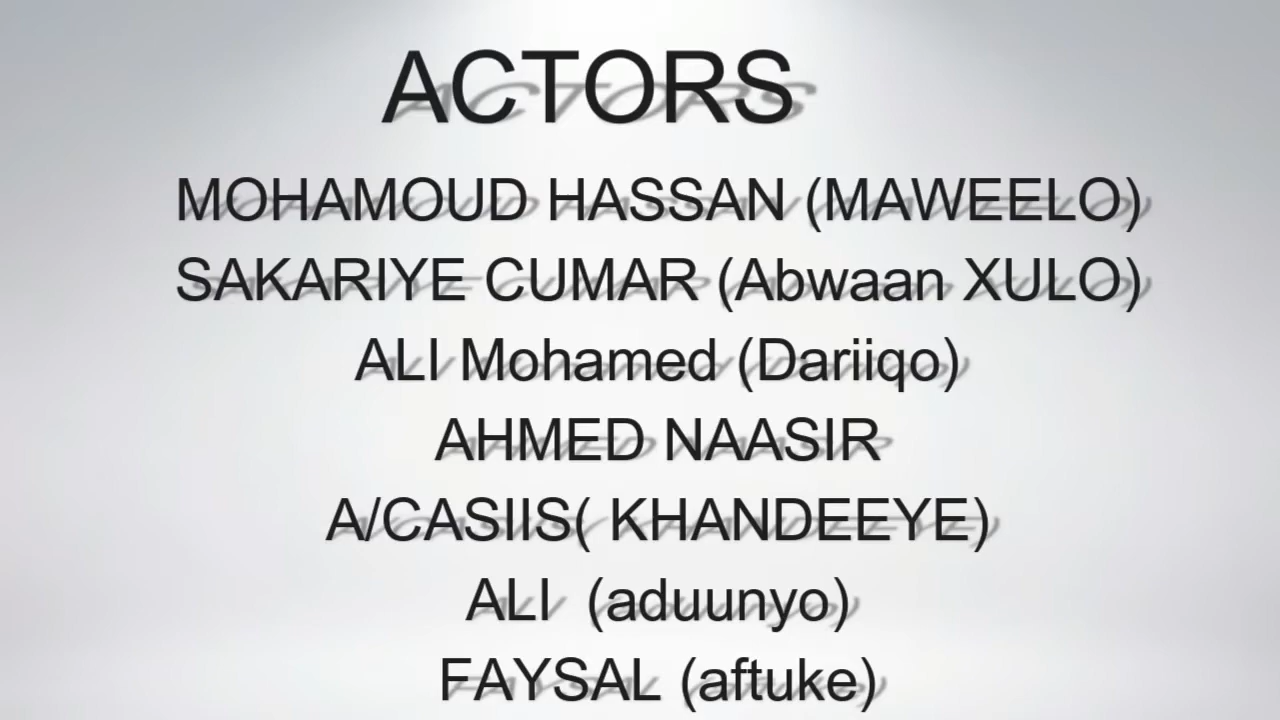 ACTORS
MOHAMOUD HASSAN (MAWEELO)
SAKARIYE CUMAR (Abwaan XULO)
ALI Mohamed (Dariiqo)
AHMED NAASIR
A/CASIIS( KHANDEEYE)
ALI  (aduunyo)
FAYSAL (aftuke)